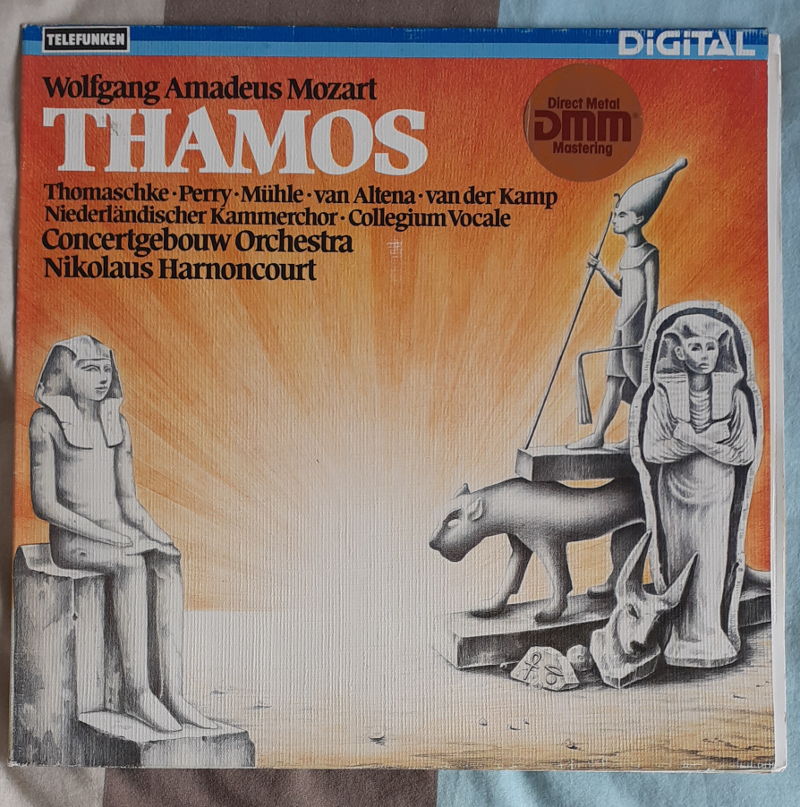 TELEFUNKEN
DiGiTAL
Wolfgang Amadeus Mozart
THAMOS
Direct Metal
DMM®
Mastering
Thomaschke · Perry · Mühle · van Altena · van der Kamp
Niederländischer Kammerchor · Collegium Vocale
Concertgebouw Orchestra
Nikolaus Harnoncourt